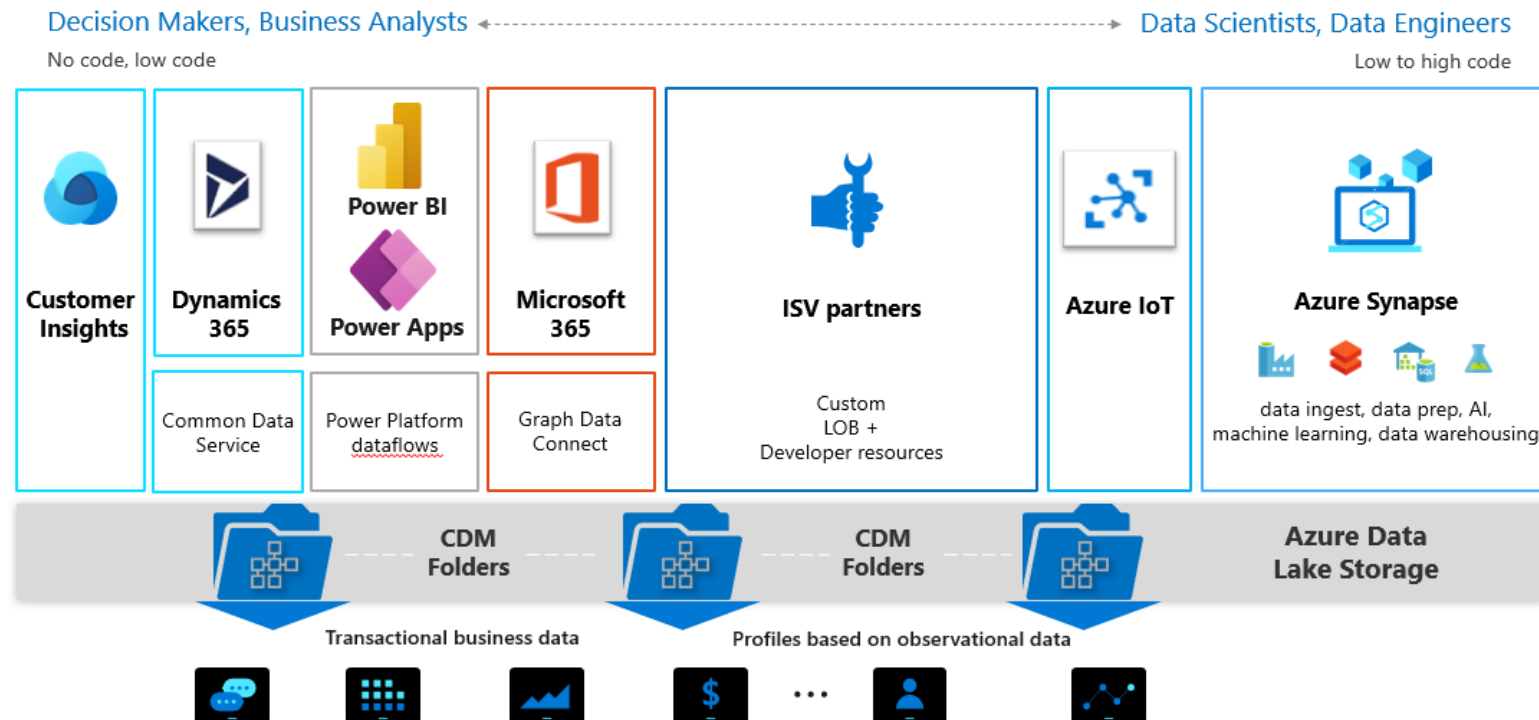 Decision Makers, Business Analysts
Data Scientists, Data Engineers
No code, low code
Low to high code
Customer
Insights
Dynamics
365
Power BI
Power Apps
Microsoft
365
ISV partners
Azure IoT
Azure Synapse
Common Data
Service
Power Platform
dataflows
Graph Data
Connect
Custom
LOB +
Developer resources
SQL
data ingest, data prep, AI,
machine learning, data warehousing
CDM
Folders
CDM
Folders
Azure Data
Lake Storage
Transactional business data
Profiles based on observational data
$
...